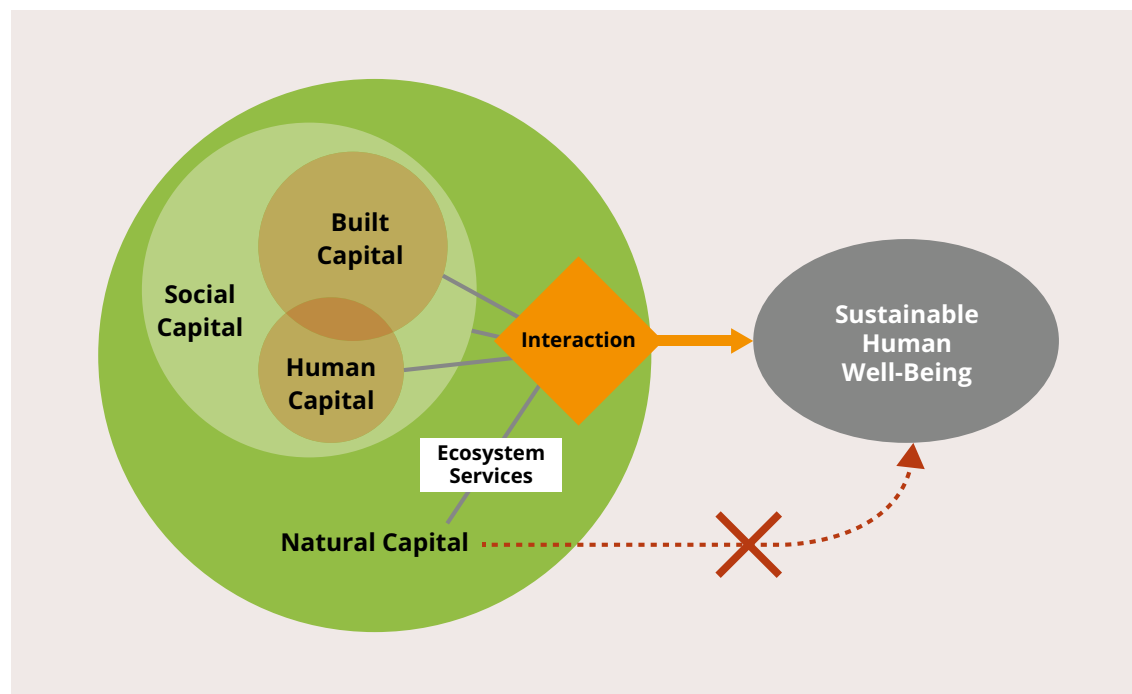 Built
Capital
Social
Capital
Human
Capital
Interaction
Sustainable
Human
Well-Being
Ecosystem
Services
Natural Capital